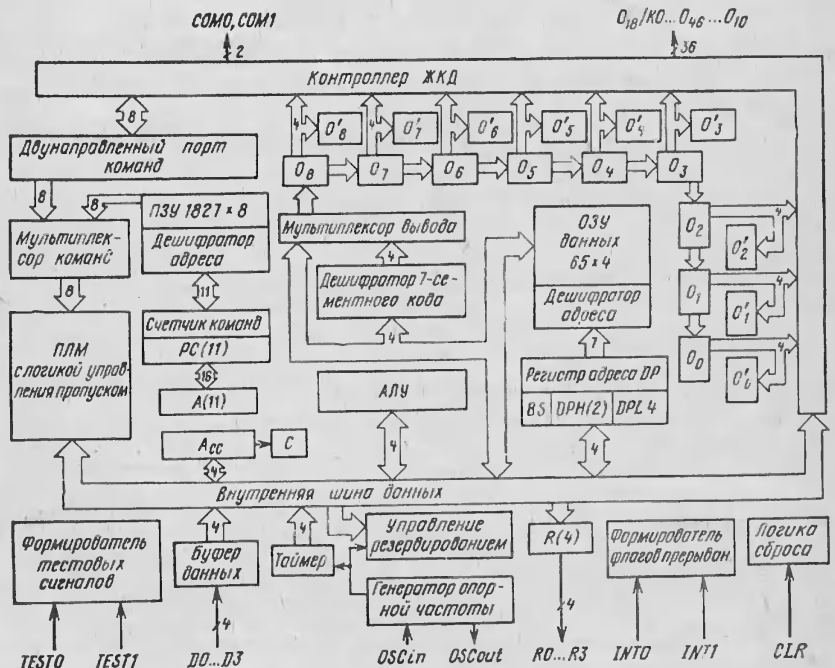 COM0, COM1
O18/КО...O46...O10
2
36
Контроллер ЖКД
8
4
O'8
4
O'7
O'6
O'5
4
O'4
O'3
Двунаправленный порт
команд
O8
O7
O6
O5
O4
O3
8
8
ПЗУ 1827 × 8
Дешифратор
адреса
Мультиплек-
сор команд
Мультиплексор вывода
4
Дешифратор 7-сег-
ментного кода
4
ОЗУ
данных
65×4
Дешифратор
адреса
O2
4
O'2
O1
4
O'1
O0
4
O'0
8
11
Счетчик команд
PC(11)
16
A(11)
ПЛМ
с логикой управ-
ления пропуском
7
Регистр адреса DP
BS
DPH(2)
DPL 4
АЛУ
4
4
Acc
C
4
Внутренняя шина данных
Формирователь
тестовых
сигналов
4
Буфер
данных
Таймер
Управление
резервированием
Генератор опор-
ной частоты
R(4)
Формирователь
флагов прерыван.
Логика
сброса
4
4
TEST0
TEST1
D0...D3
OSCin
OSCout
R0...R3
INT0
INT1
CLR